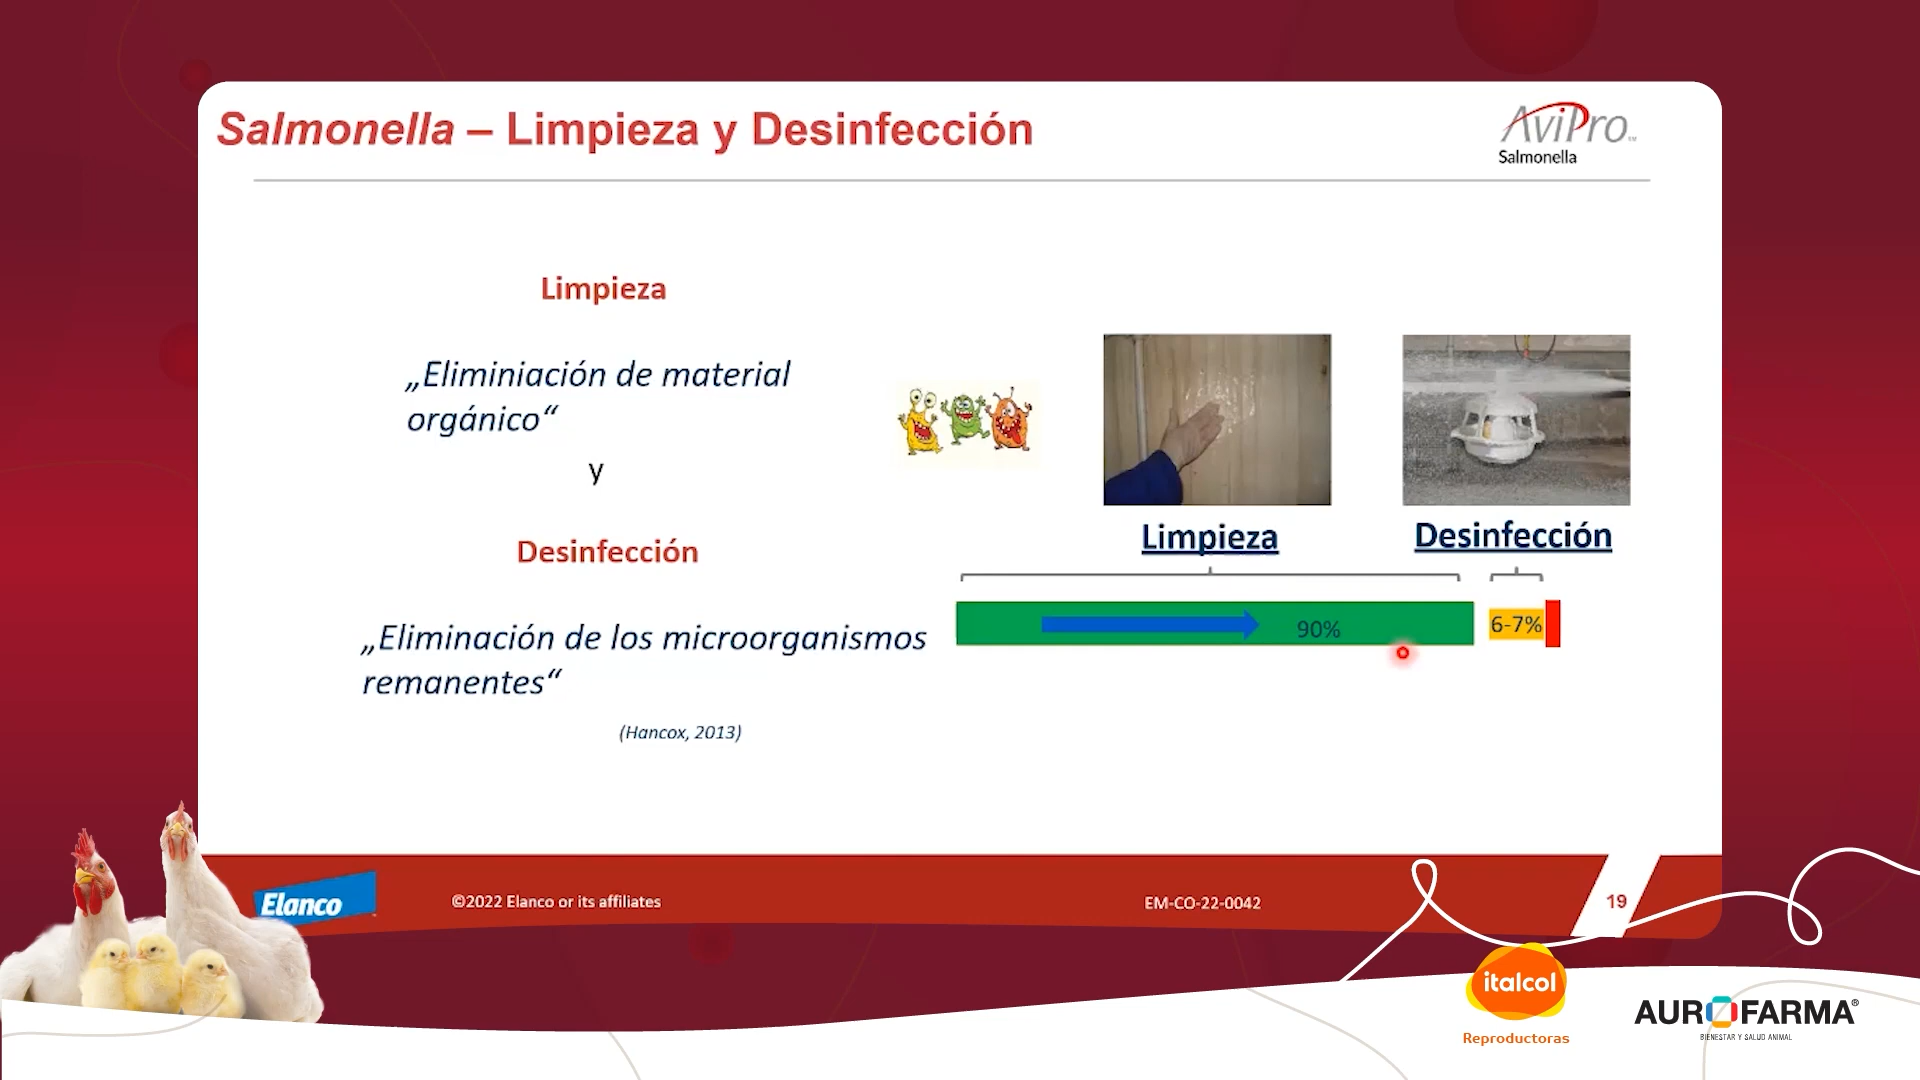 Salmonella – Limpieza y Desinfección
AviPro™
Salmonella
Limpieza
„Eliminiación de material
orgánico“
y
Desinfección
„Eliminación de los microorganismos
remanentes“
(Hancox, 2013)
Limpieza
Desinfección
90%
6-7%
Elanco
©2022 Elanco or its affiliates
EM-CO-22-0042
19
italcol
Reproductoras
AUROFARMA®
BIENESTAR Y SALUD ANIMAL